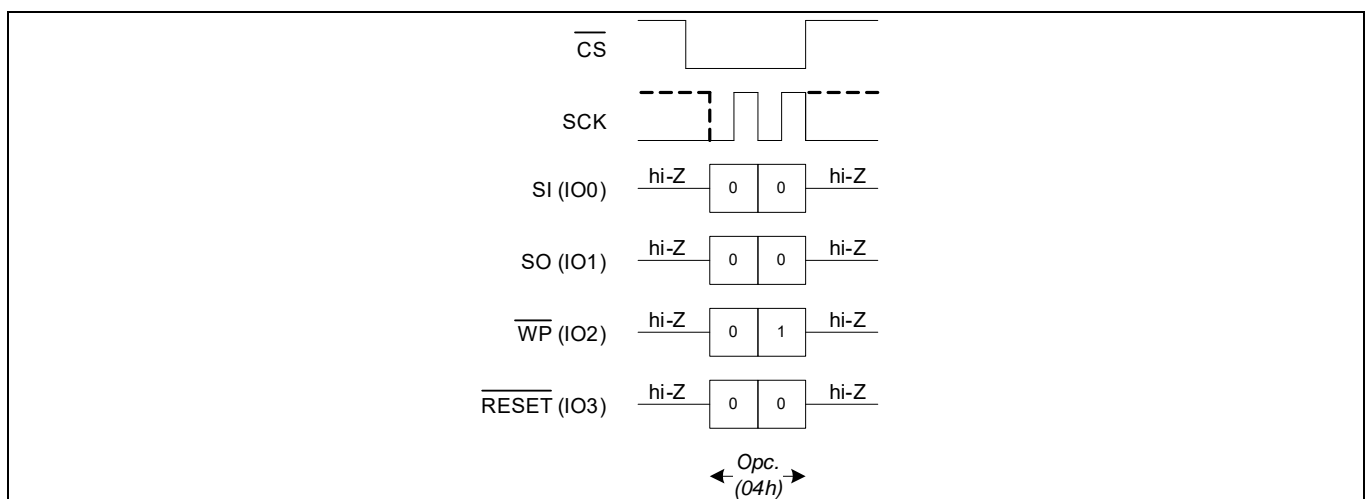 CS
SCK
SI (IO0) hi-Z 0 0 hi-Z
SO (IO1) hi-Z 0 0 hi-Z
WP (IO2) hi-Z 0 1 hi-Z
RESET (IO3) hi-Z 0 0 hi-Z
Opc.
(04h)